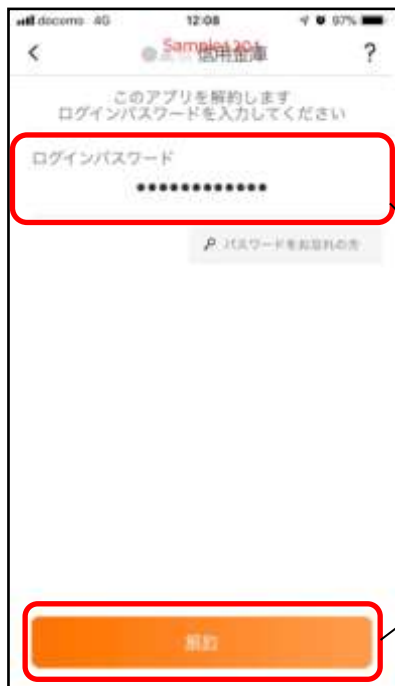 docomo 4G 12:08 97%
信用金庫 ?
このアプリを解約します
ログインパスワードを入力してください
ログインパスワード
●●●●●●●●●●●●
パスワードをお忘れの方
解約